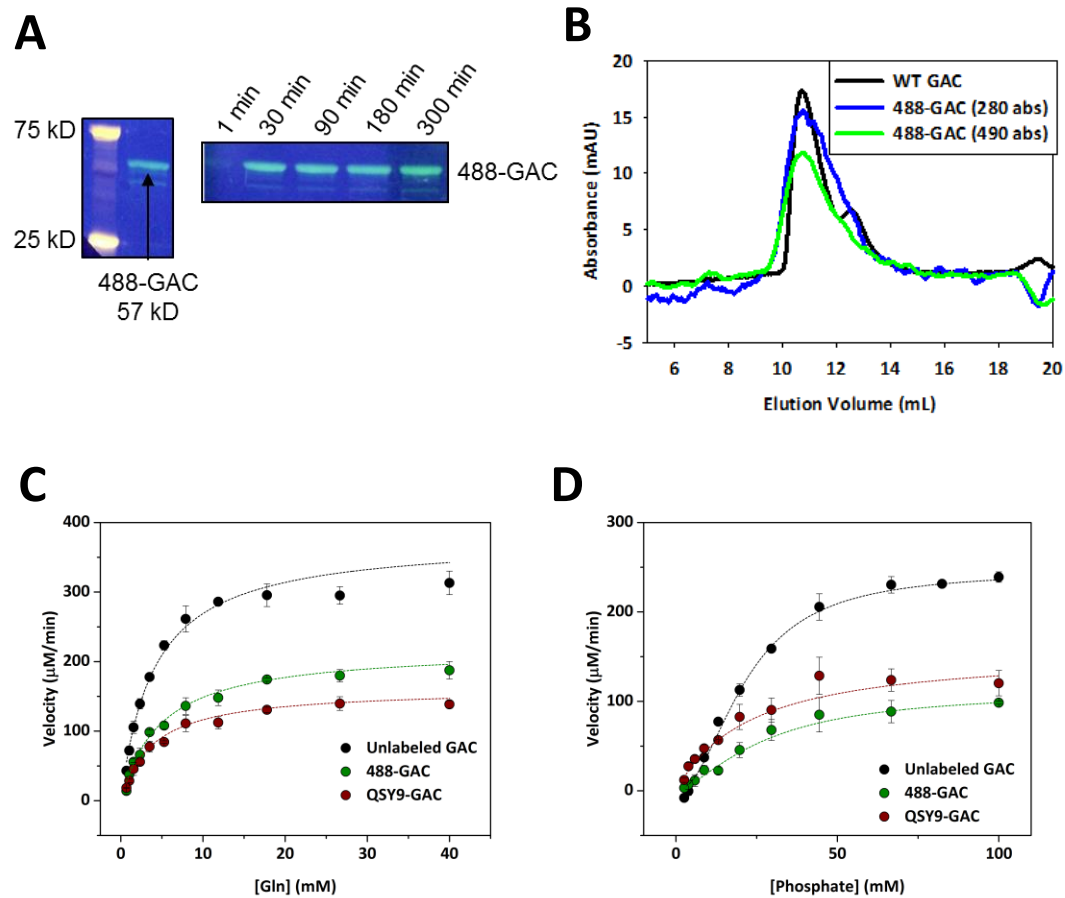 A
75 kD
25 kD
488-GAC
57 kD
1 min
30 min
90 min
180 min
300 min
488-GAC
B
20
15
10
5
0
-5
Absorbance (mAU)
WT GAC
488-GAC (280 abs)
488-GAC (490 abs)
6 8 10 12 14 16 18 20
Elution Volume (mL)
C
400
300
200
100
0
Velocity (μM/min)
Unlabeled GAC
488-GAC
QSY9-GAC
0 10 20 30 40
[Gln] (mM)
D
300
200
100
0
Velocity (μM/min)
Unlabeled GAC
488-GAC
QSY9-GAC
0 50 100
[Phosphate] (mM)